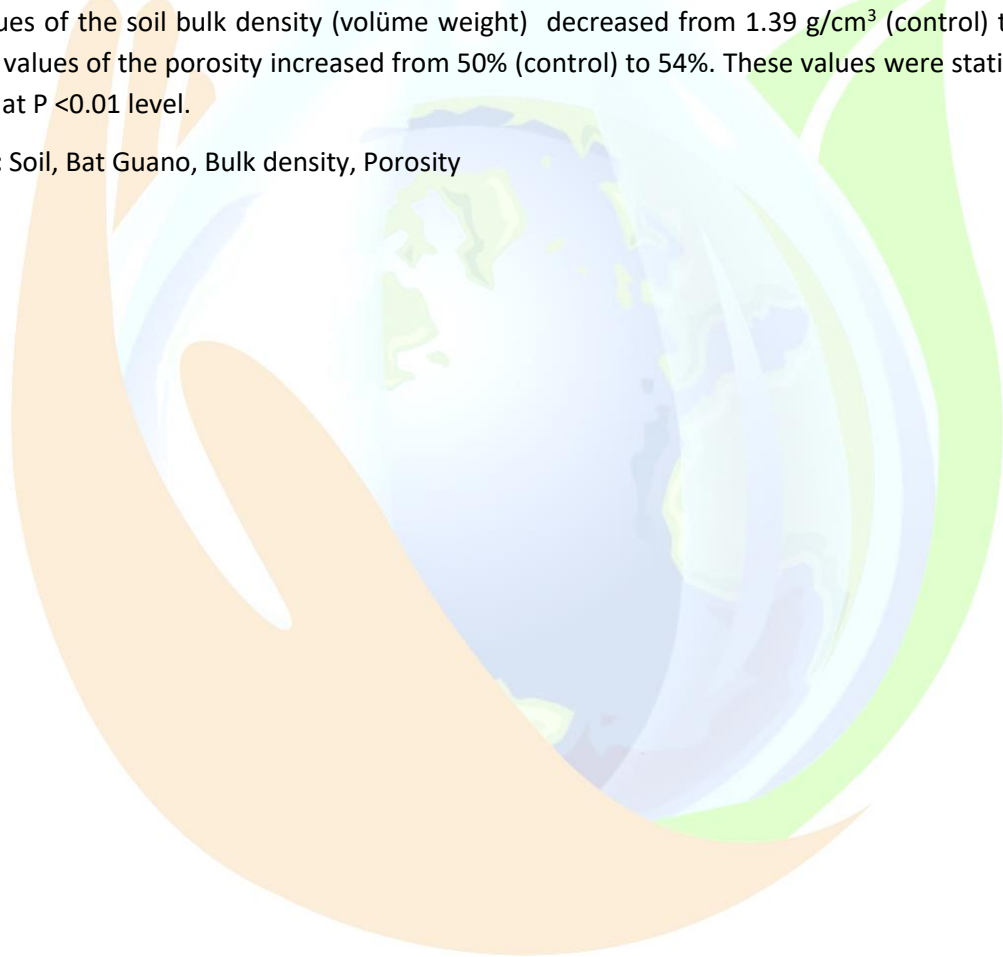 ues of the soil bulk density (volüme weight) decreased from 1.39 g/cm³ (control) t
values of the porosity increased from 50% (control) to 54%. These values were stati
at P <0.01 level.
: Soil, Bat Guano, Bulk density, Porosity